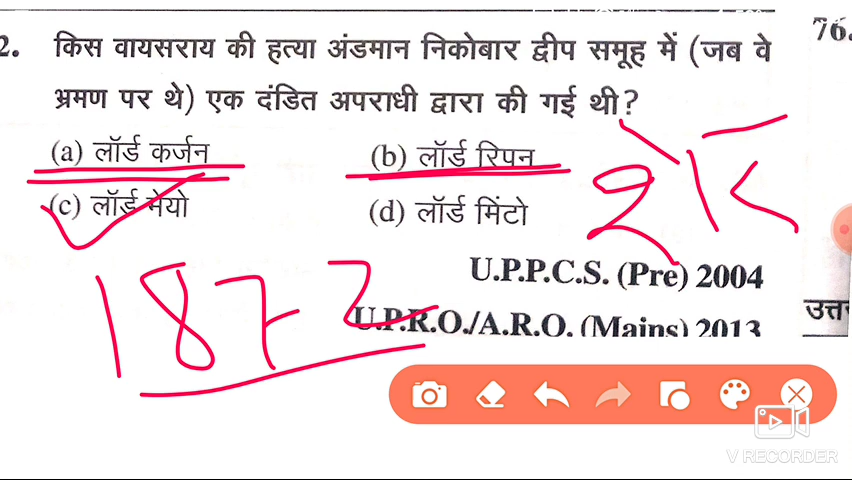 2. किस वायसराय की हत्या अंडमान निकोबार द्वीप समूह में (जब वे
भ्रमण पर थे) एक दंडित अपराधी द्वारा की गई थी?
(a) लॉर्ड कर्जन (b) लॉर्ड रिपन
(c) लॉर्ड मेयो (d) लॉर्ड मिंटो
1872
U.P.P.C.S. (Pre) 2004
U.P.R.O./A.R.O. (Mains) 2013
76.
उत्त
V RECORDER